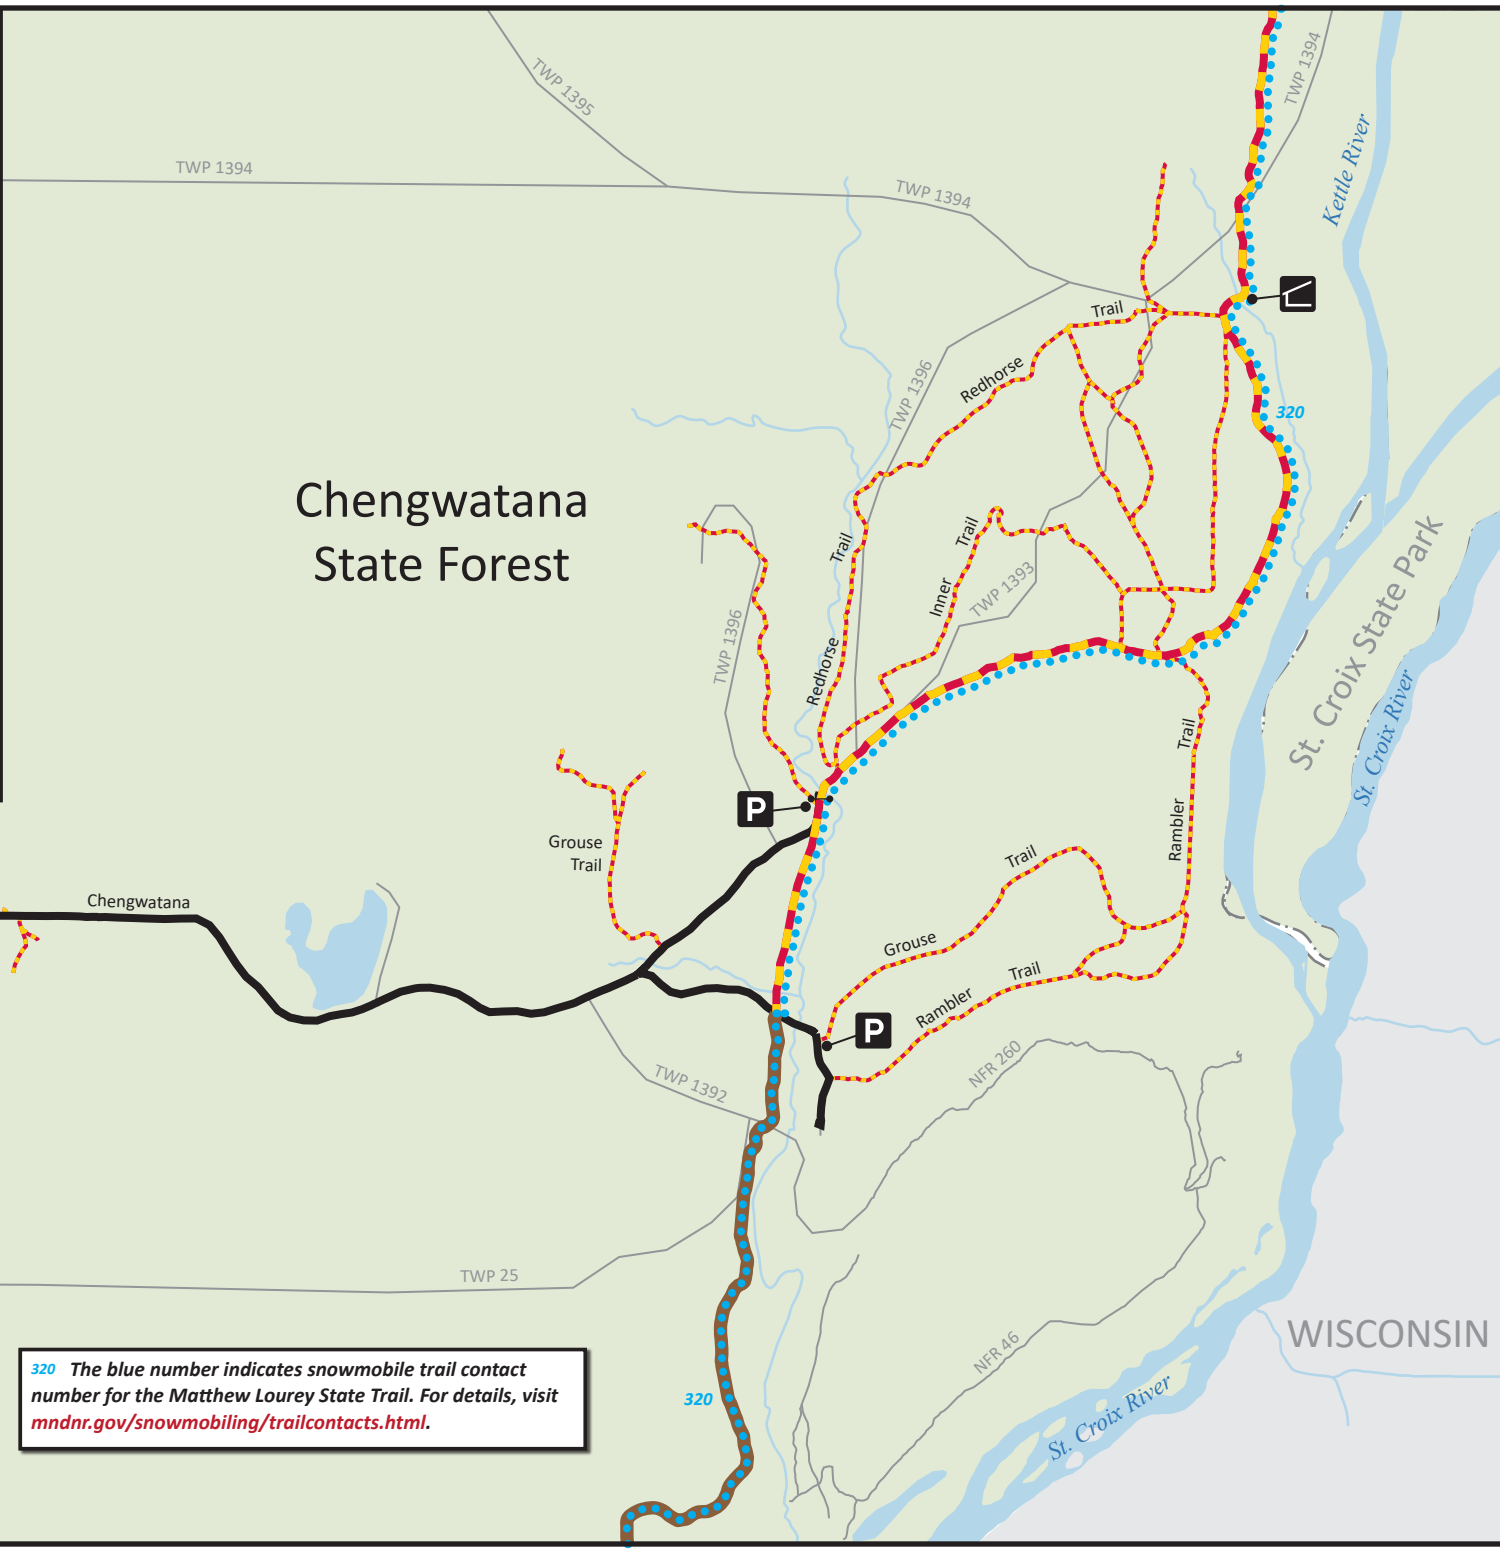 TWP 1395
TWP 1394
TWP 1394
TWP 1394
Kettle River
Trail
Redhorse
TWP 1396
320
Chengwatana
State Forest
Trail
Trail
Inner
TWP 1393
St. Croix State Park
TWP 1396
Redhorse
St. Croix River
Trail
P
Rambler
Grouse
Trail
Trail
Chengwatana
Grouse
Trail
Rambler
P
NFR 260
TWP 1392
TWP 25
WISCONSIN
NFR 46
320
St. Croix River
320 The blue number indicates snowmobile trail contact
number for the Matthew Lourey State Trail. For details, visit
mndnr.gov/snowmobiling/trailcontacts.html.